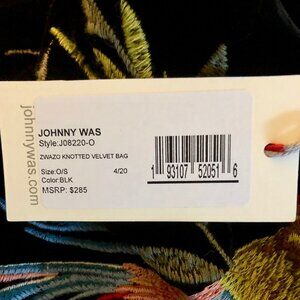 johnnywas.com
JOHNNY WAS
Style:J08220-O
ZWAZO KNOTTED VELVET BAG
Size:O/S 4/20
Color:BLK
MSRP: $285
1 93107 52051 6